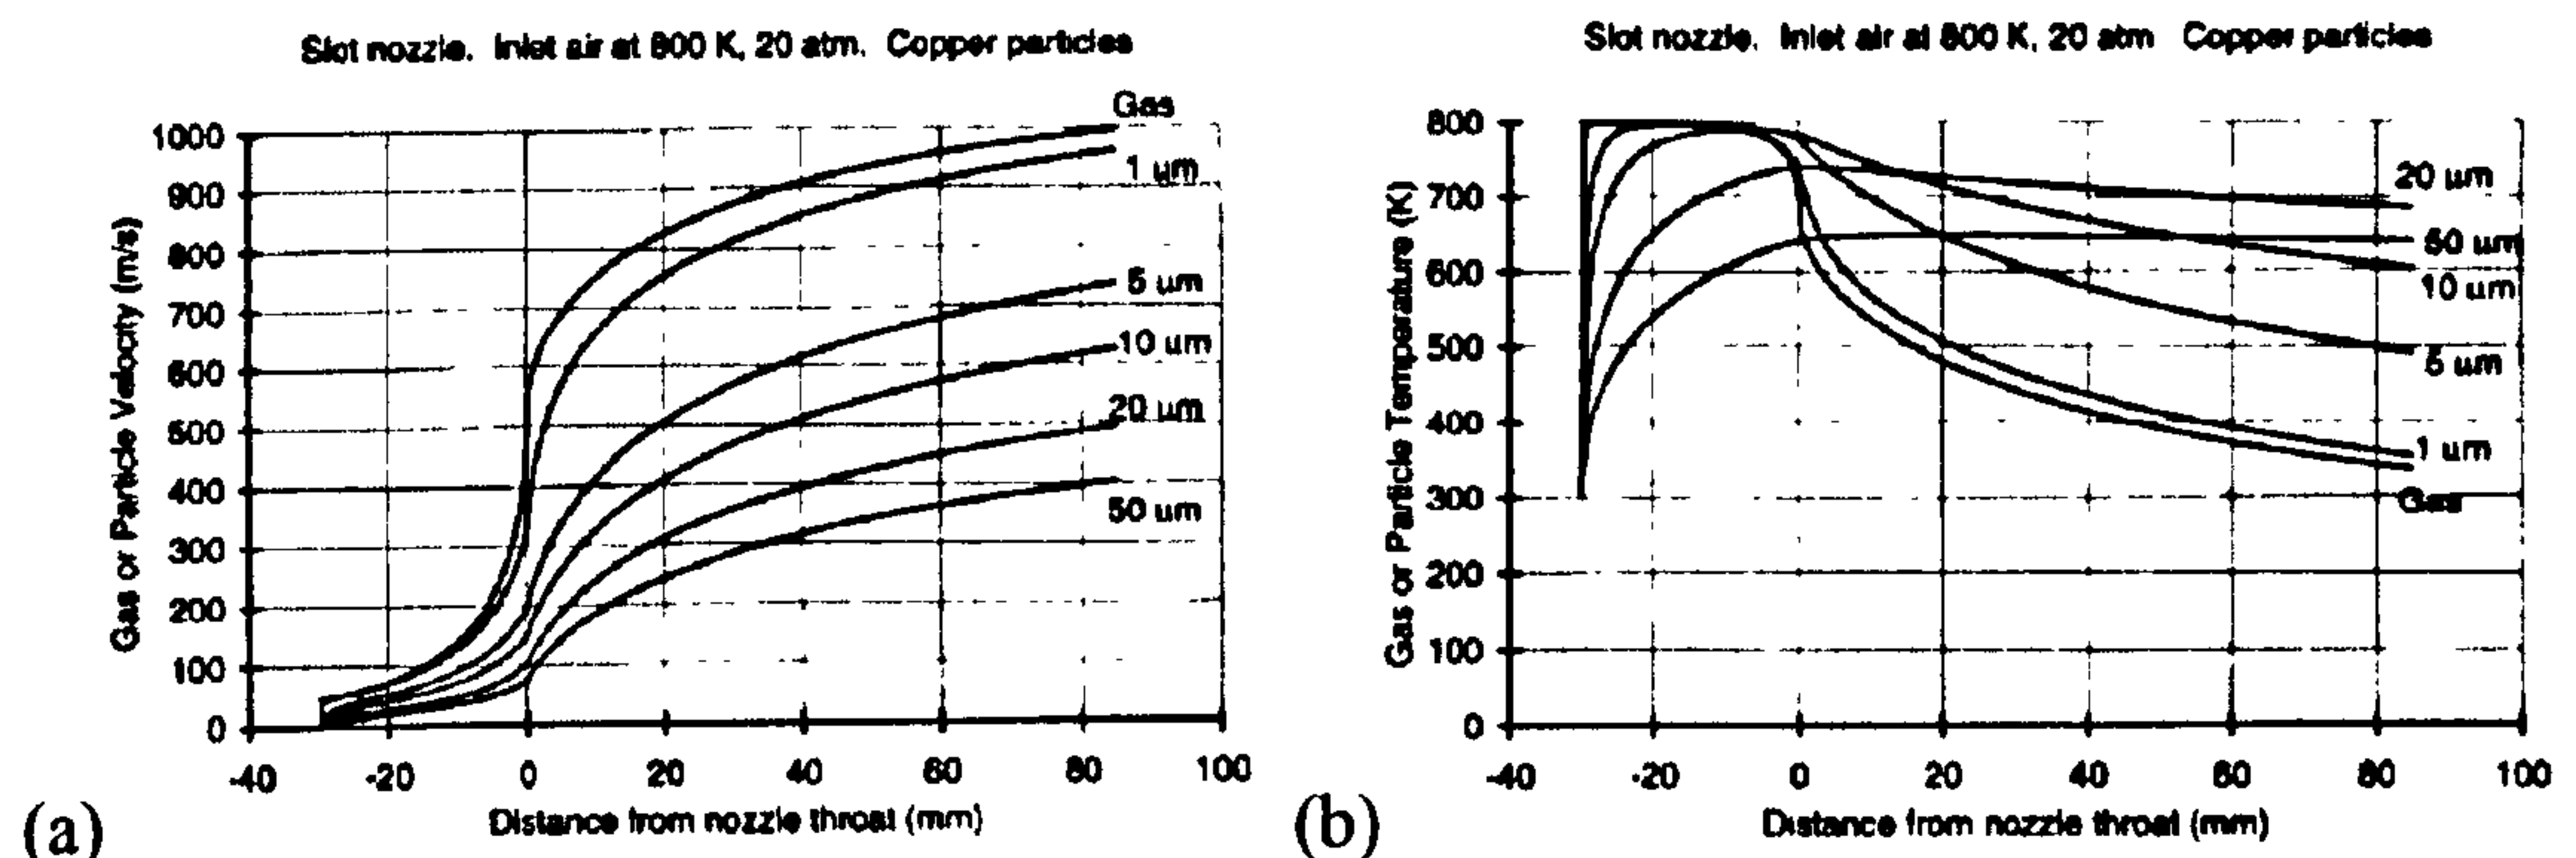 Slot nozzle. Inlet air at 800 K, 20 atm. Copper particles
Gas or Particle Velocity (m/s)
1000
900
800
700
600
500
400
300
200
100
0
-40
-20
0
20
40
60
80
100
Gas
1 um
5 um
10 um
20 um
50 um
Distance from nozzle throat (mm)
(a)
Slot nozzle. Inlet air at 800 K, 20 atm Copper particles
Gas or Particle Temperature (K)
800
700
600
500
400
300
200
100
0
-40
-20
0
20
40
60
80
100
20 um
50 um
10 um
5 um
1 um
Gas
Distance from nozzle throat (mm)
(b)